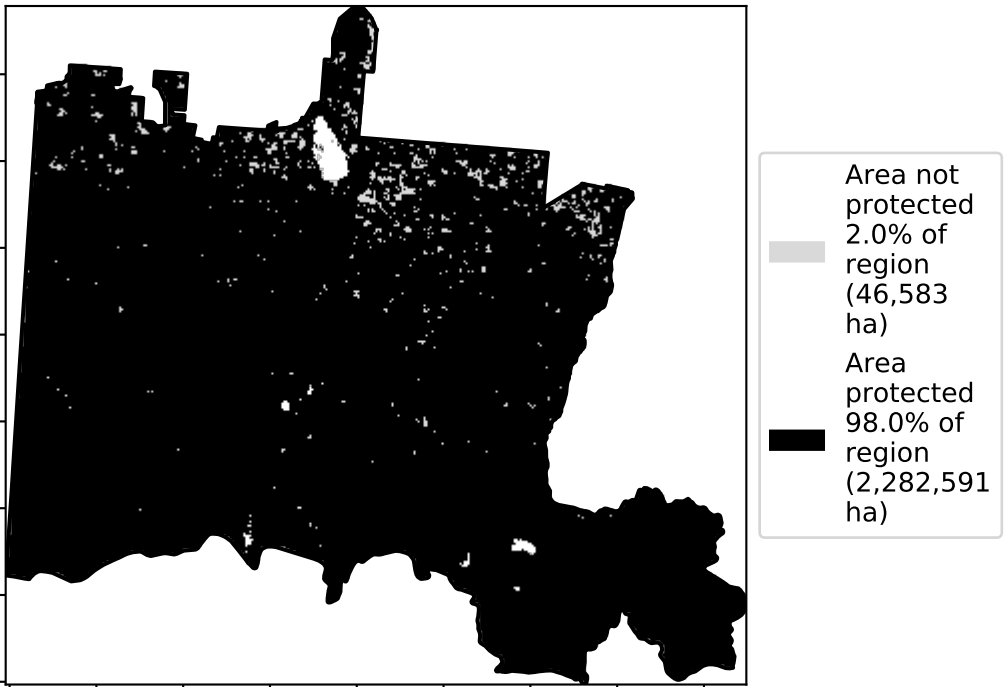 Area not
protected
2.0% of
region
(46,583
ha)
Area
protected
98.0% of
region
(2,282,591
ha)